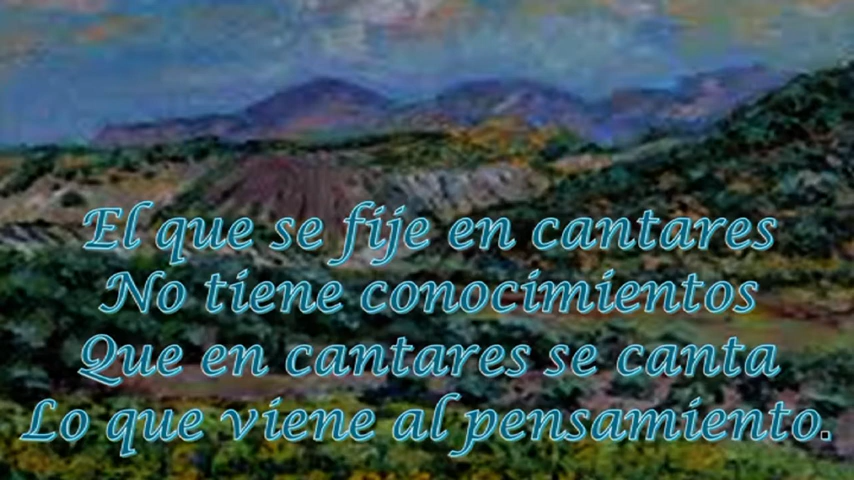 El que se fije en cantares
No tiene conocimientos
Que en cantares se canta
Lo que viene al pensamiento.